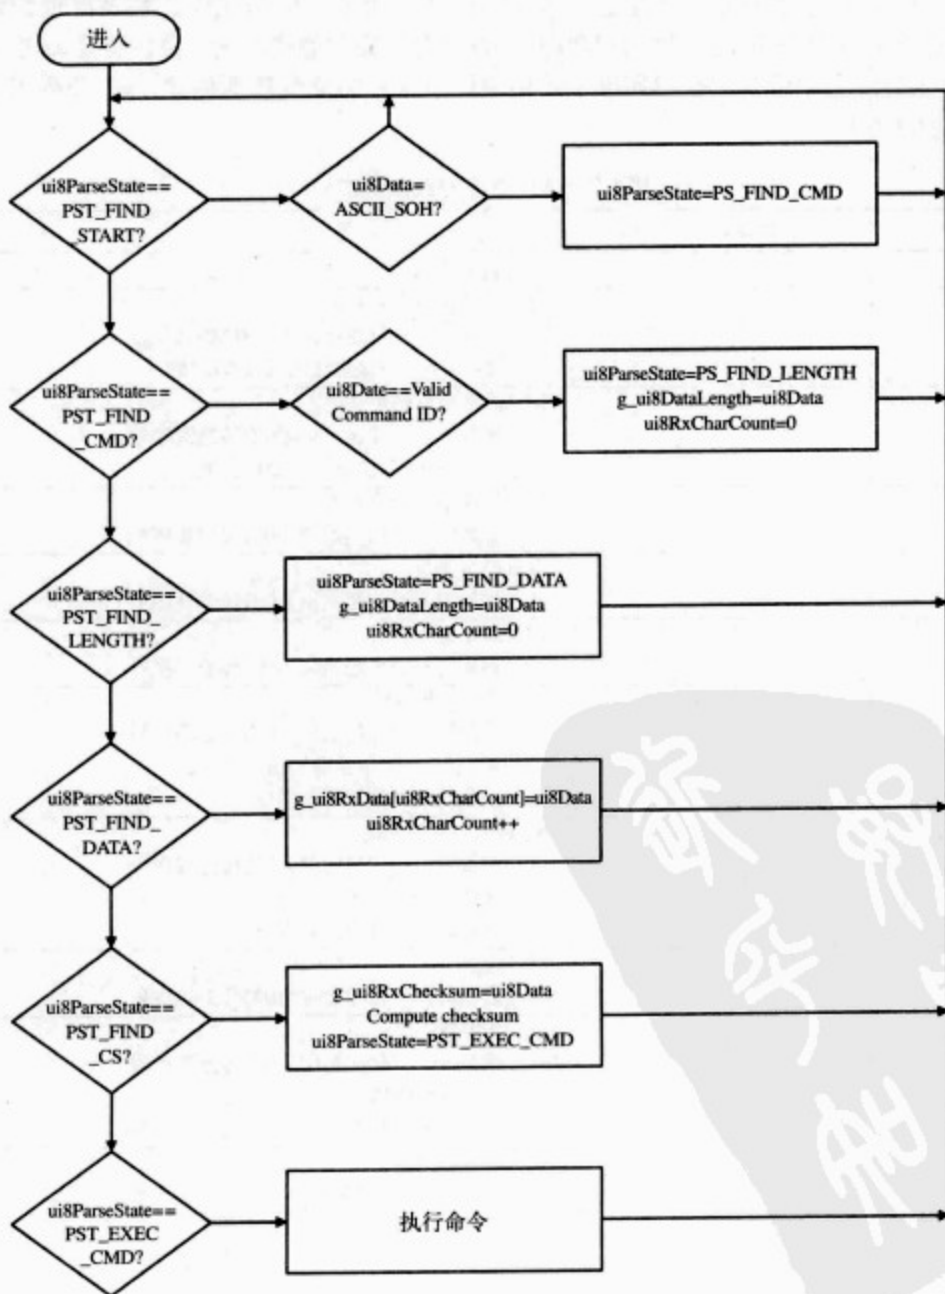 进入
ui8ParseState==
PST_FIND
_START?
ui8Data=
ASCII_SOH?
ui8ParseState=PS_FIND_CMD
ui8ParseState==
PST_FIND
_CMD?
ui8Date==Valid
Command ID?
ui8ParseState=PS_FIND_LENGTH
g_ui8DataLength=ui8Data
ui8RxCharCount=0
ui8ParseState==
PST_FIND_
LENGTH?
ui8ParseState=PS_FIND_DATA
g_ui8DataLength=ui8Data
ui8RxCharCount=0
ui8ParseState==
PST_FIND_
DATA?
g_ui8RxData[ui8RxCharCount]=ui8Data
ui8RxCharCount++
ui8ParseState==
PST_FIND
_CS?
g_ui8RxChecksum=ui8Data
Compute checksum
ui8ParseState=PST_EXEC_CMD
ui8ParseState==
PST_EXEC
_CMD?
执行命令